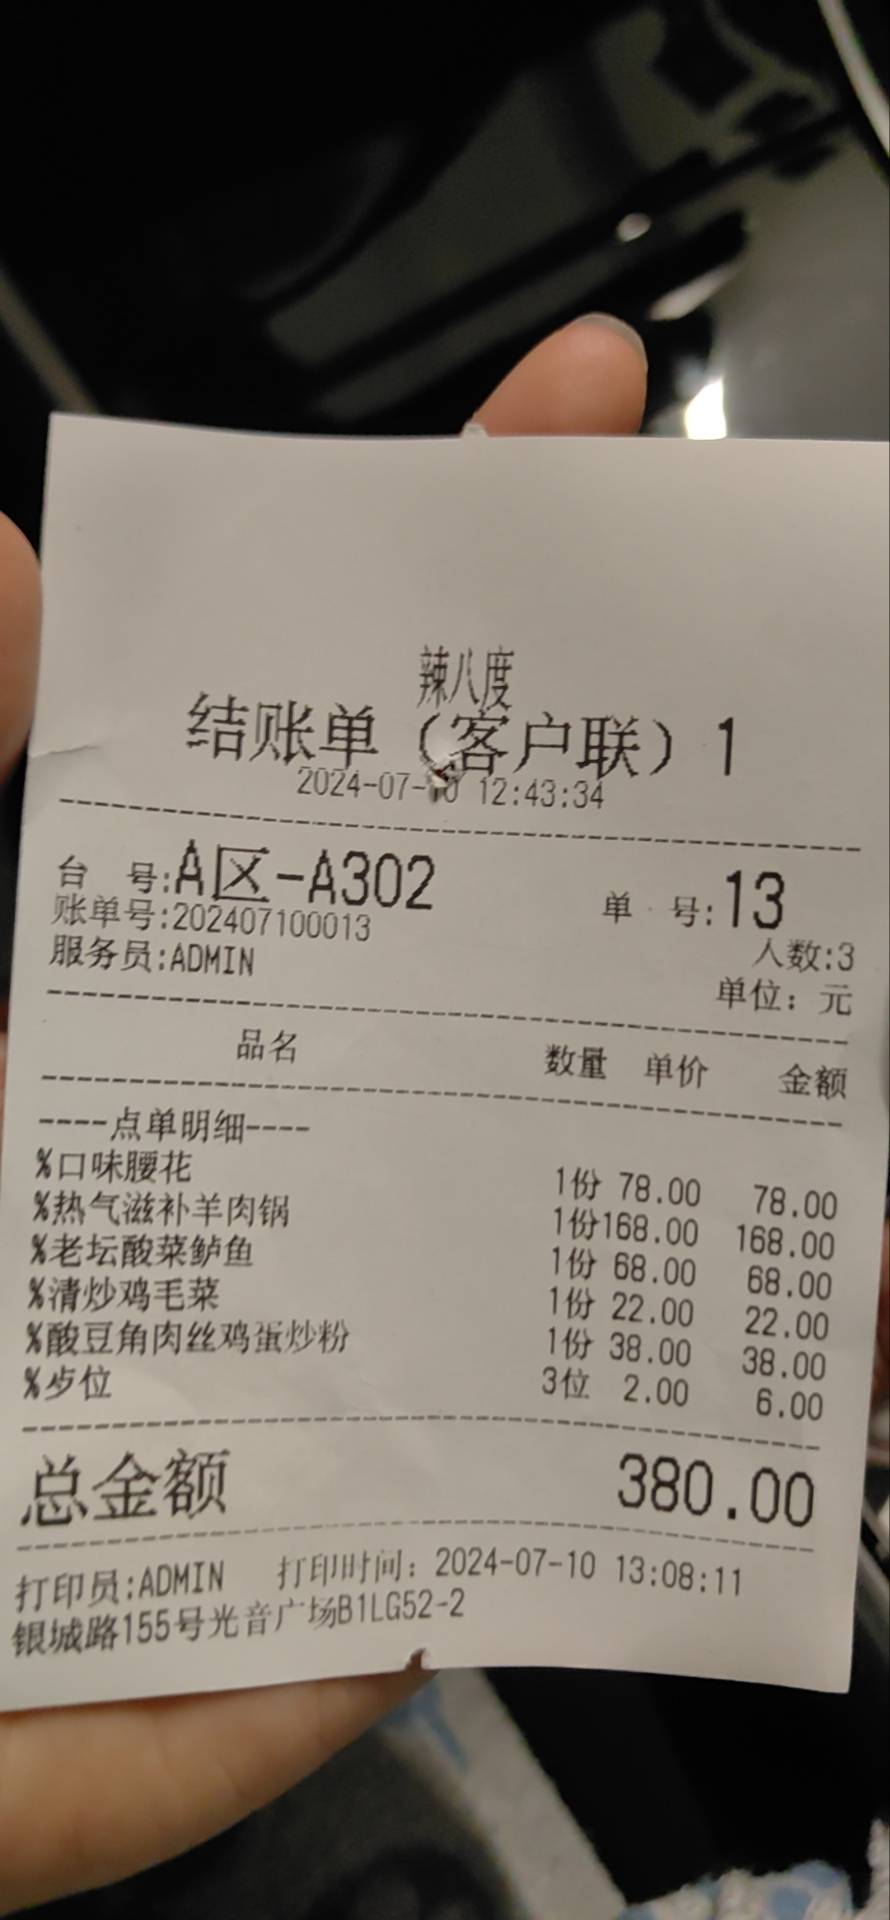 辣八度
结账单（客户联）1
2024-07-10 12:43:34
台 号:A区-A302 单 号:13
账单号:202407100013
服务员:ADMIN 人数:3
单位：元
品名 数量 单价 金额
----点单明细----
%口味腰花 1份 78.00 78.00
%热气滋补羊肉锅 1份168.00 168.00
%老坛酸菜鲈鱼 1份 68.00 68.00
%清炒鸡毛菜 1份 22.00 22.00
%酸豆角肉丝鸡蛋炒粉 1份 38.00 38.00
%歺位 3位 2.00 6.00
总金额 380.00
打印员:ADMIN 打印时间：2024-07-10 13:08:11
银城路155号光音广场B1LG52-2